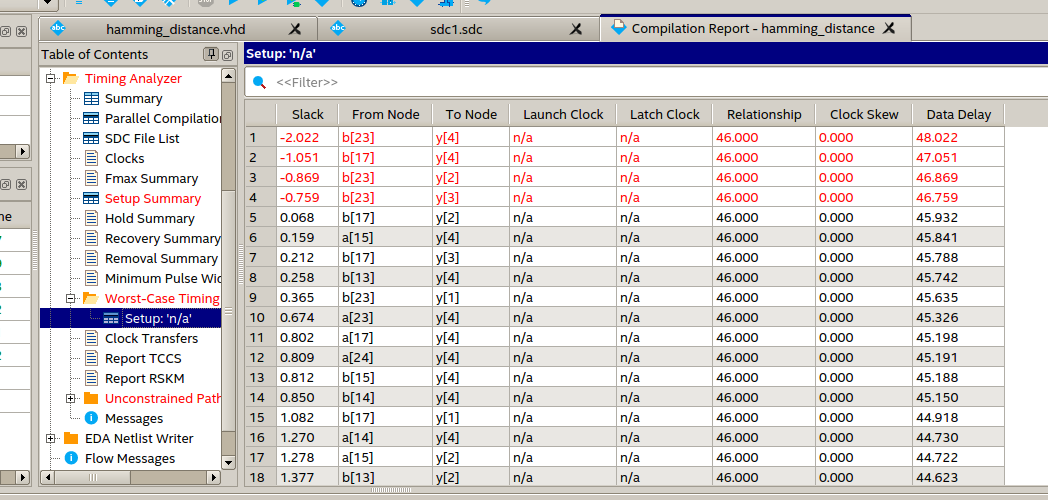 hamming_distance.vhd
sdc1.sdc
Compilation Report - hamming_distance
Table of Contents
Timing Analyzer
Summary
Parallel Compilation
SDC File List
Clocks
Fmax Summary
Setup Summary
Hold Summary
Recovery Summary
Removal Summary
Minimum Pulse Wic
Worst-Case Timing
Setup: 'n/a'
Clock Transfers
Report TCCS
Report RSKM
Unconstrained Path
Messages
EDA Netlist Writer
Flow Messages
Setup: 'n/a'
<<Filter>>
Slack From Node To Node Launch Clock Latch Clock Relationship Clock Skew Data Delay
1 -2.022 b[23] y[4] n/a n/a 46.000 0.000 48.022
2 -1.051 b[17] y[4] n/a n/a 46.000 0.000 47.051
3 -0.869 b[23] y[2] n/a n/a 46.000 0.000 46.869
4 -0.759 b[23] y[3] n/a n/a 46.000 0.000 46.759
5 0.068 b[17] y[2] n/a n/a 46.000 0.000 45.932
6 0.159 a[15] y[4] n/a n/a 46.000 0.000 45.841
7 0.212 b[17] y[3] n/a n/a 46.000 0.000 45.788
8 0.258 b[13] y[4] n/a n/a 46.000 0.000 45.742
9 0.365 b[23] y[1] n/a n/a 46.000 0.000 45.635
10 0.674 a[23] y[4] n/a n/a 46.000 0.000 45.326
11 0.802 a[17] y[4] n/a n/a 46.000 0.000 45.198
12 0.809 a[24] y[4] n/a n/a 46.000 0.000 45.191
13 0.812 b[15] y[4] n/a n/a 46.000 0.000 45.188
14 0.850 b[14] y[4] n/a n/a 46.000 0.000 45.150
15 1.082 b[17] y[1] n/a n/a 46.000 0.000 44.918
16 1.270 a[14] y[4] n/a n/a 46.000 0.000 44.730
17 1.278 a[15] y[2] n/a n/a 46.000 0.000 44.722
18 1.377 b[13] y[2] n/a n/a 46.000 0.000 44.623